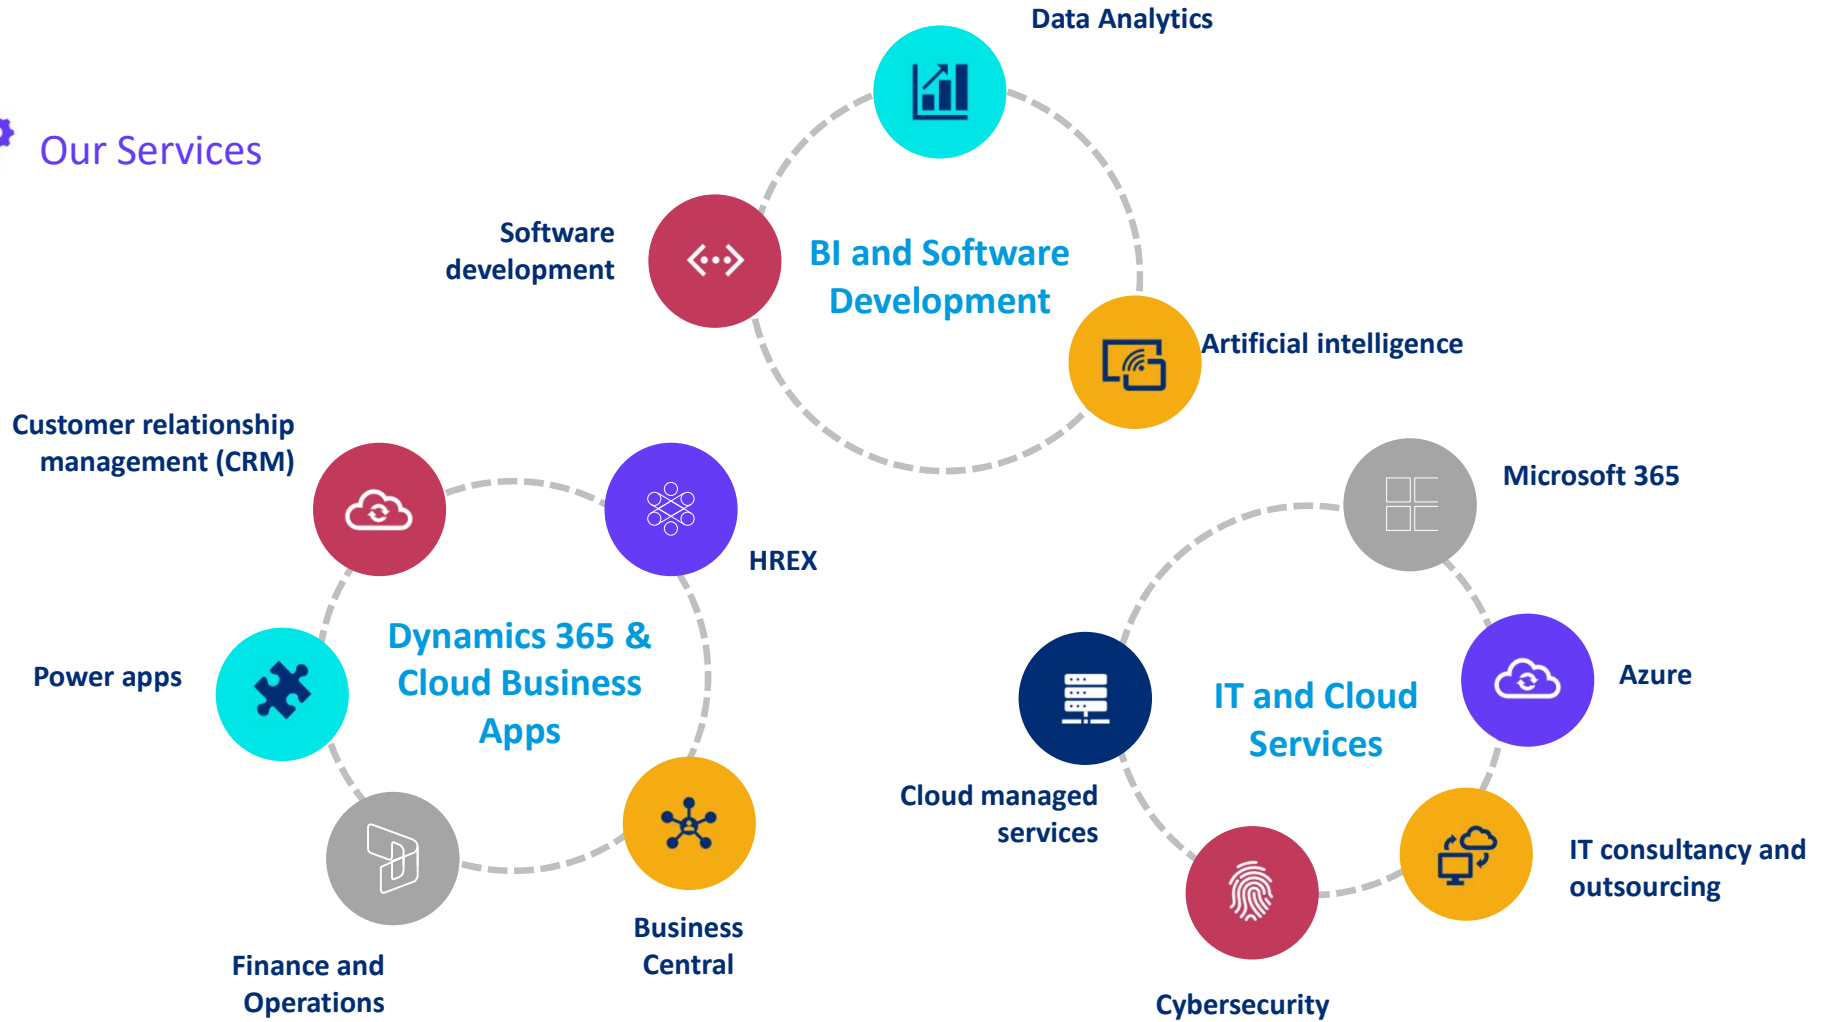 Our Services
Data Analytics
Software
development
BI and Software
Development
Artificial intelligence
Customer relationship
management (CRM)
HREX
Dynamics 365 &
Cloud Business
Apps
Power apps
Finance and
Operations
Business
Central
Microsoft 365
Azure
IT and Cloud
Services
Cloud managed
services
IT consultancy and
outsourcing
Cybersecurity